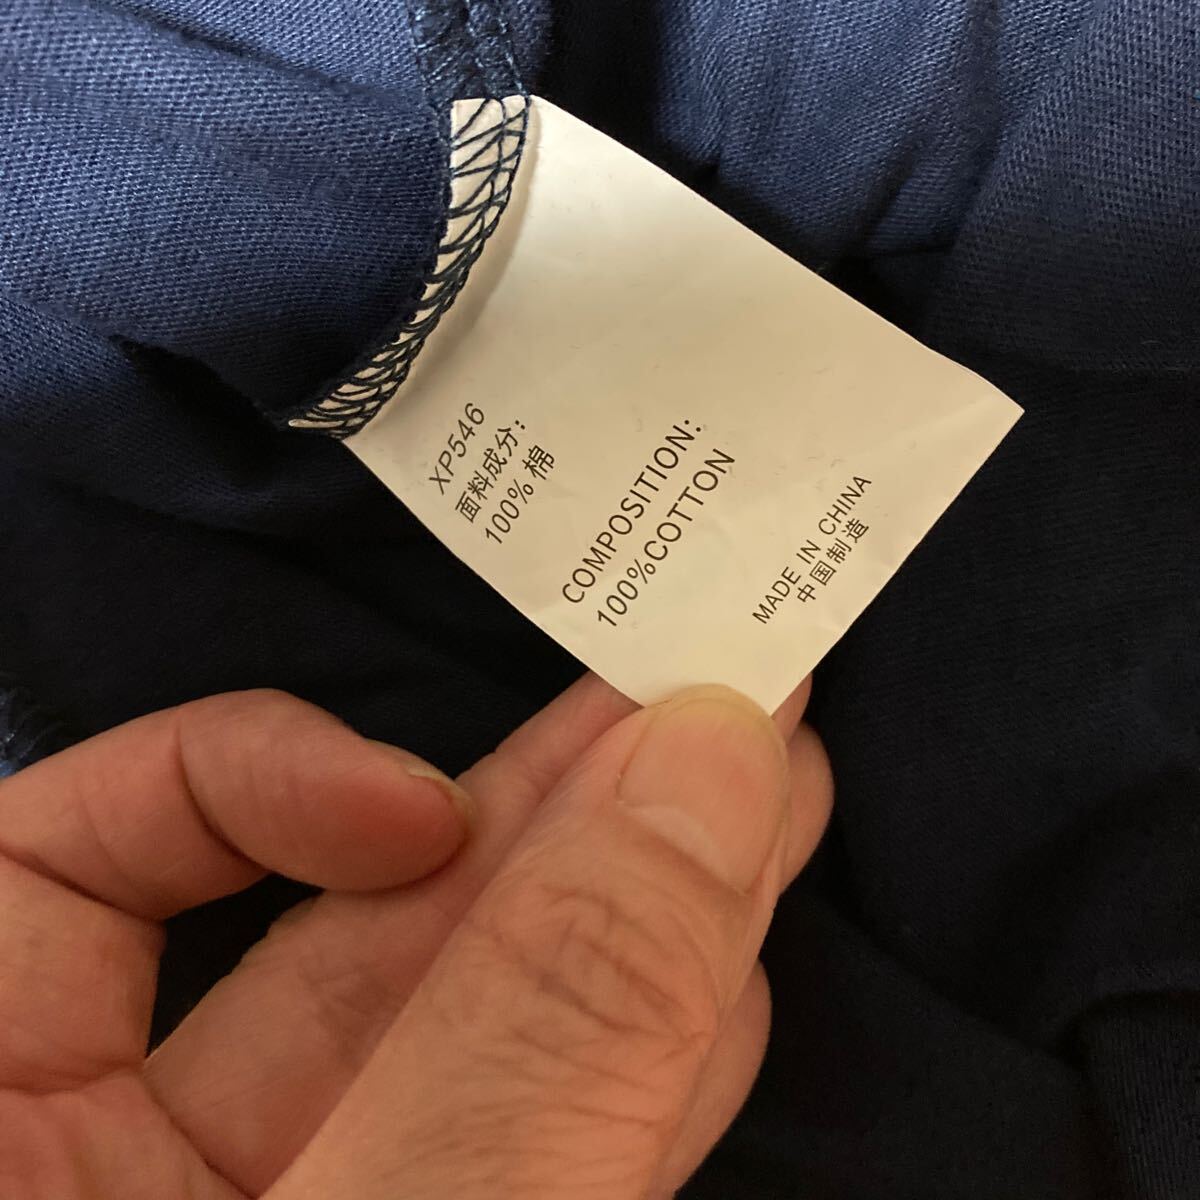 XP546
面料成分:
100% 棉
COMPOSITION:
100%COTTON
MADE IN CHINA
中国制造